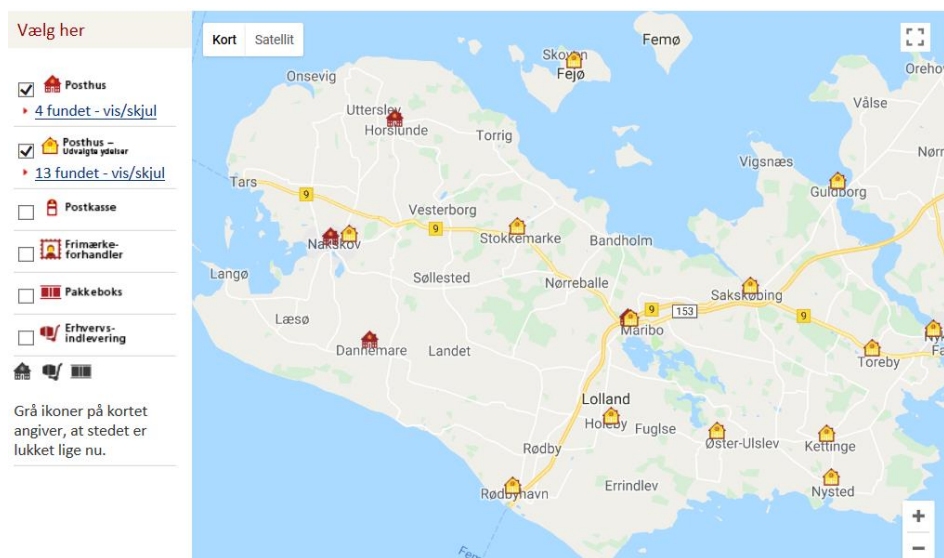 Vælg her
Posthus
4 fundet - vis/skjul
Posthus –
Udvalgte ydelser
13 fundet - vis/skjul
Postkasse
Frimærke-
forhandler
Pakkeboks
Erhvervs-
indlevering
Grå ikoner på kortet
angiver, at stedet er
lukket lige nu.
Kort Satellit
Femø
Skoven
Fejø
Onsevig
Oreho
Utterslev
Horslunde
Vålse
Torrig
Nørr
Vigsnæs
Tars
9
Guldborg
Vesterborg
9
Nakskov
Stokkemarke
Bandholm
Langø
Søllested
Nørreballe
Sakskøbing
9
153
9
Læsø
Maribo
Dannemare
Landet
Toreby
Lolland
Holeby
Fuglse
Øster-Ulslev
Kettinge
Rødby
Rødbyhavn
Errindlev
Nysted
+
−